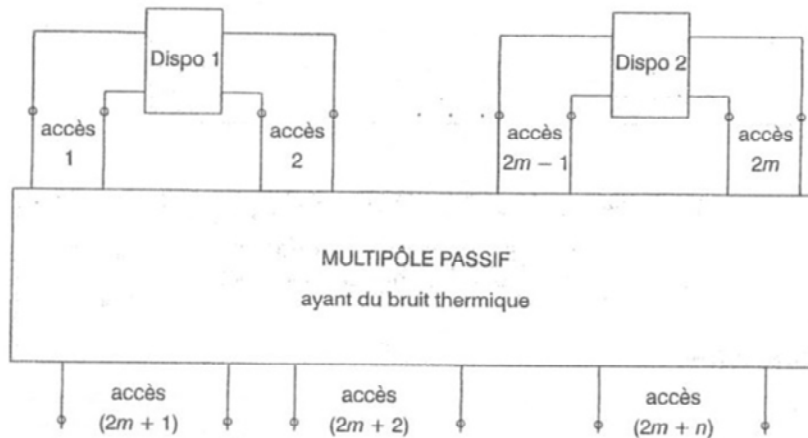 Dispo 1
Dispo 2
accès
1
accès
2
. . . .
accès
2m – 1
accès
2m
MULTIPÔLE PASSIF
ayant du bruit thermique
accès
(2m + 1)
accès
(2m + 2)
accès
(2m + n)